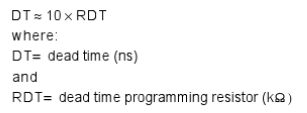 DT ≈ 10 × RDT
where:
DT= dead time (ns)
and
RDT= dead time programming resistor (kΩ)